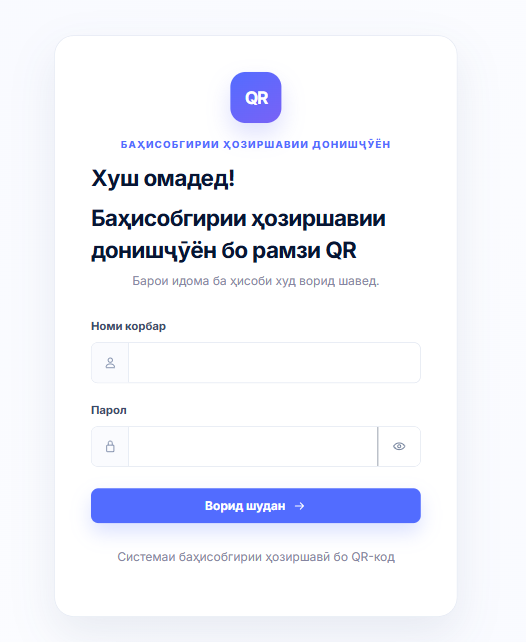 QR
БАҲИСОБГИРИИ ҲОЗИРШАВИИ ДОНИШҶӮЁН
Хуш омадед!
Баҳисобгирии ҳозиршавии
донишҷӯён бо рамзи QR
Барои идома ба ҳисоби худ ворид шавед.
Номи корбар
Парол
Ворид шудан →
Системаи баҳисобгирии ҳозиршавӣ бо QR-код